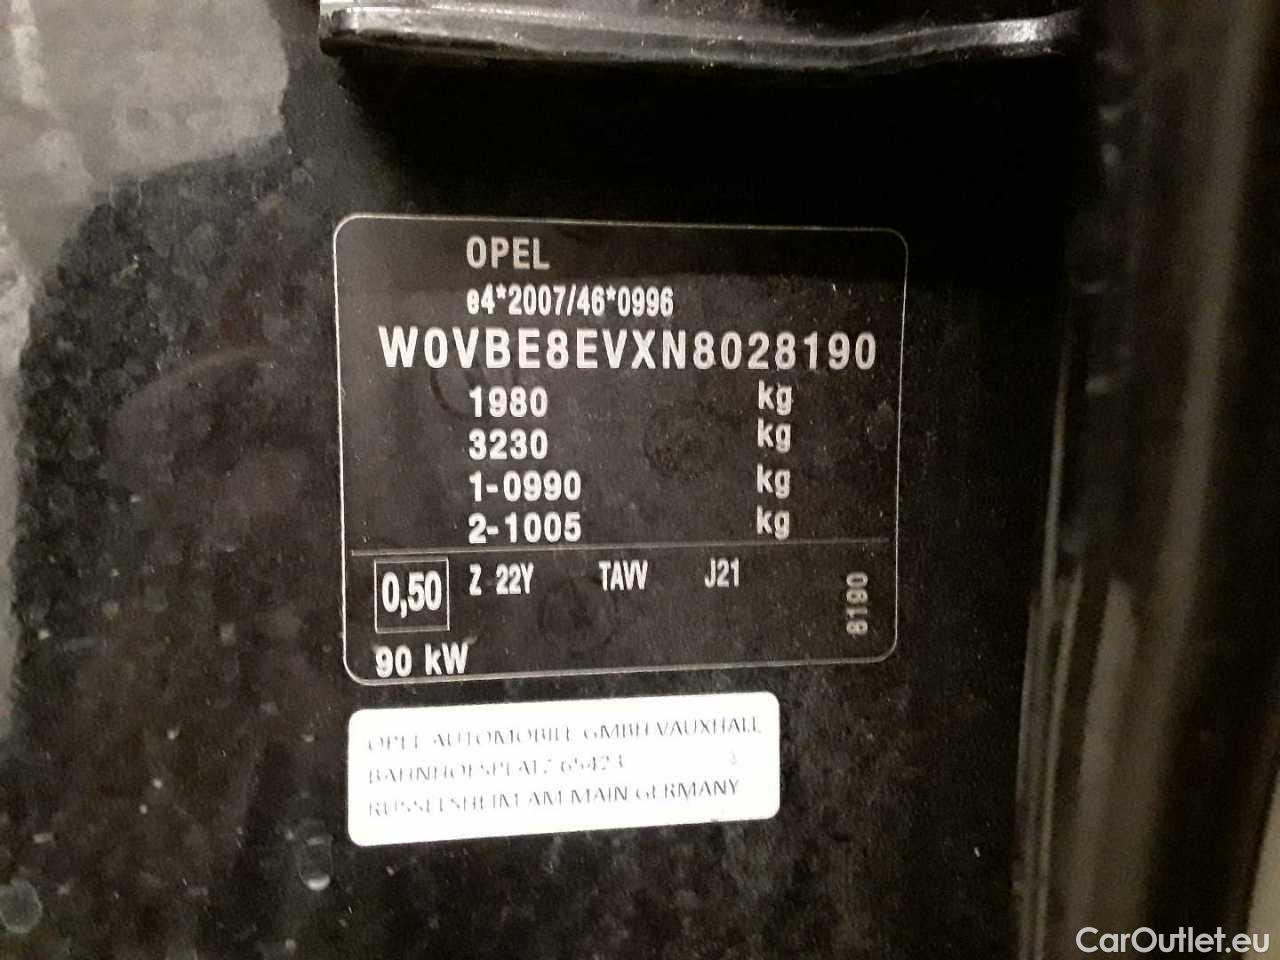 OPEL
e4*2007/46*0996
W0VBE8EVXN8028190
1980 kg
3230 kg
1-0990 kg
2-1005 kg
0,50 Z 22Y TAW J21
8190
90 kW
OPEL AUTOMOBILE GMBH VAUXHALL
BAHNHOFSPLATZ 65423
RUSSELSHEIM AM MAIN GERMANY
CarOutlet.eu